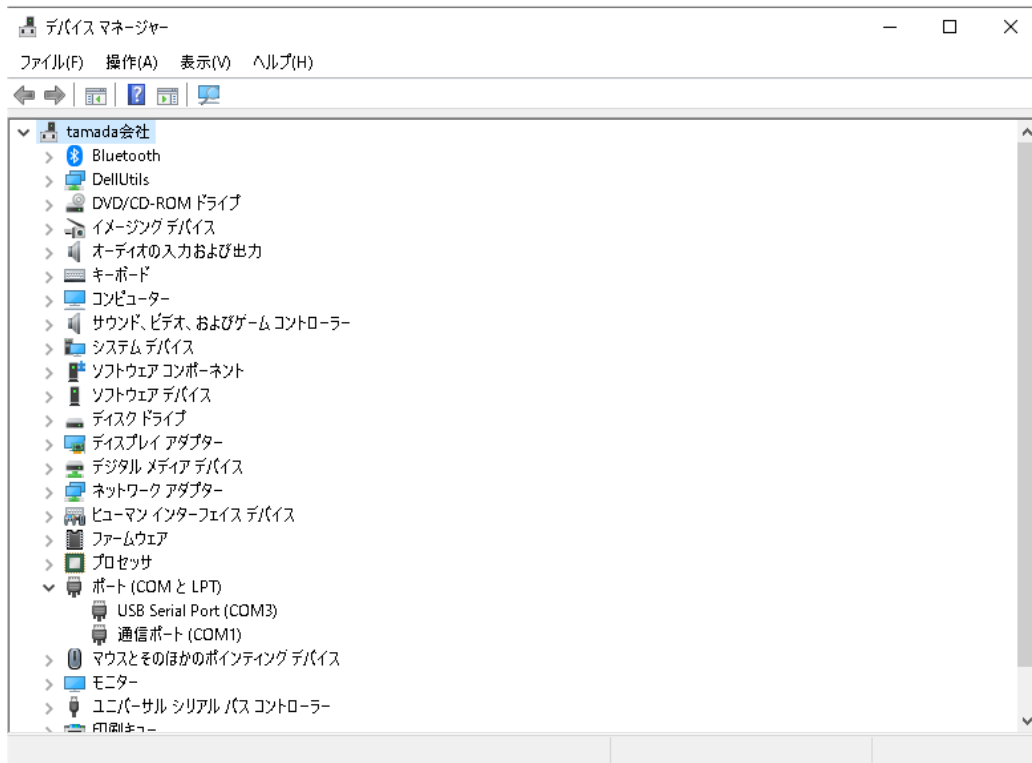 デバイス マネージャー
ファイル(F) 操作(A) 表示(V) ヘルプ(H)
tamada会社
Bluetooth
DellUtils
DVD/CD-ROM ドライブ
イメージング デバイス
オーディオの入力および出力
キーボード
コンピューター
サウンド、ビデオ、およびゲーム コントローラー
システム デバイス
ソフトウェア コンポーネント
ソフトウェア デバイス
ディスク ドライブ
ディスプレイ アダプター
デジタル メディア デバイス
ネットワーク アダプター
ヒューマン インターフェイス デバイス
ファームウェア
プロセッサ
ポート (COM と LPT)
USB Serial Port (COM3)
通信ポート (COM1)
マウスとそのほかのポインティング デバイス
モニター
ユニバーサル シリアル バス コントローラー
印刷キュー